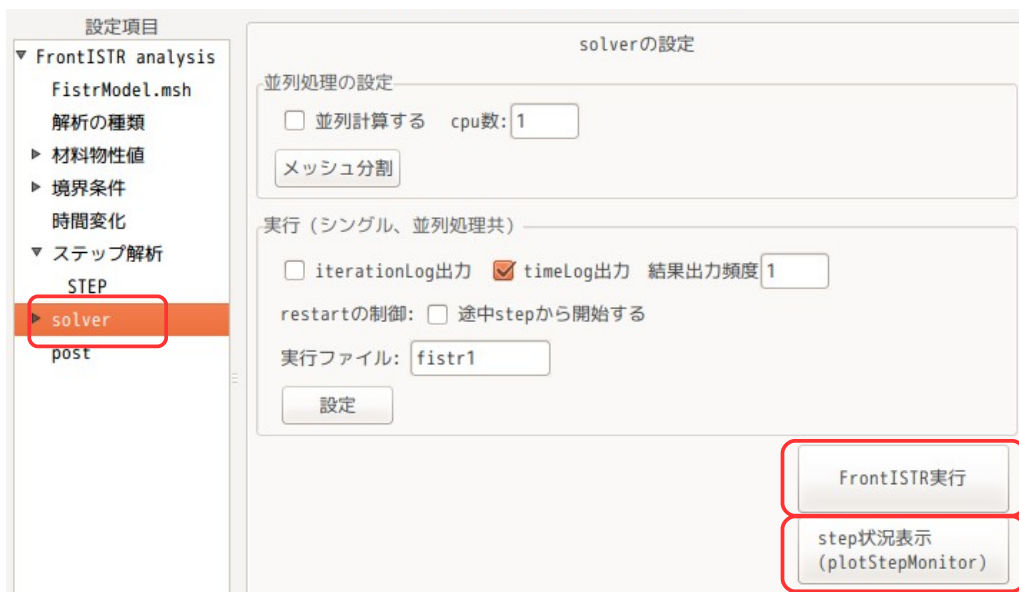 設定項目
FrontISTR analysis
FistrModel.msh
解析の種類
材料物性値
境界条件
時間変化
ステップ解析
STEP
solver
post
solverの設定
並列処理の設定
並列計算する cpu数: 1
メッシュ分割
実行（シングル、並列処理共）
iterationLog出力 timeLog出力 結果出力頻度 1
restartの制御: 途中stepから開始する
実行ファイル: fistr1
設定
FrontISTR実行
step状況表示
(plotStepMonitor)